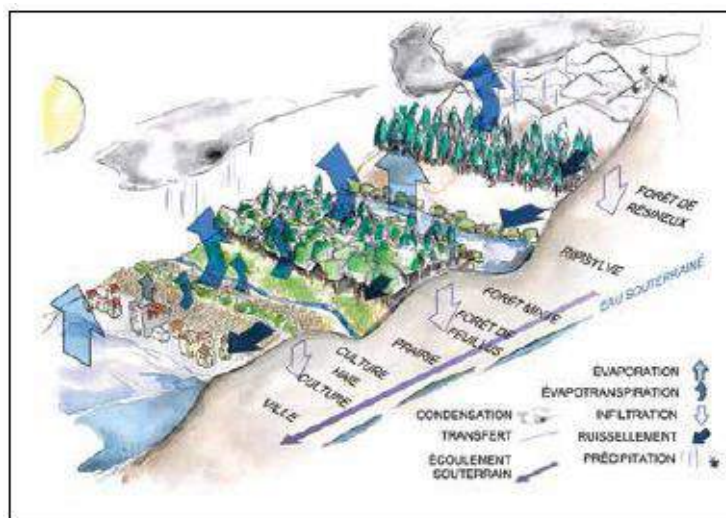 FORÊT DE
RÉSINEUX
RIPISYLVE
EAU SOUTERRAINE
FORÊT MIXTE
FORÊT DE
FEUILLUS
PRAIRIE
CULTURE
HAIE
CULTURE
VILLE
CONDENSATION
TRANSFERT
ÉCOULEMENT
SOUTERRAIN
ÉVAPORATION
ÉVAPOTRANSPIRATION
INFILTRATION
RUISSELLEMENT
PRÉCIPITATION